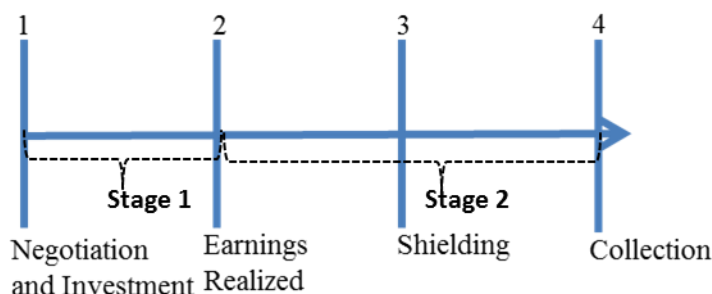 1 2 3 4
Stage 1 Stage 2
Negotiation
and Investment
Earnings
Realized
Shielding
Collection